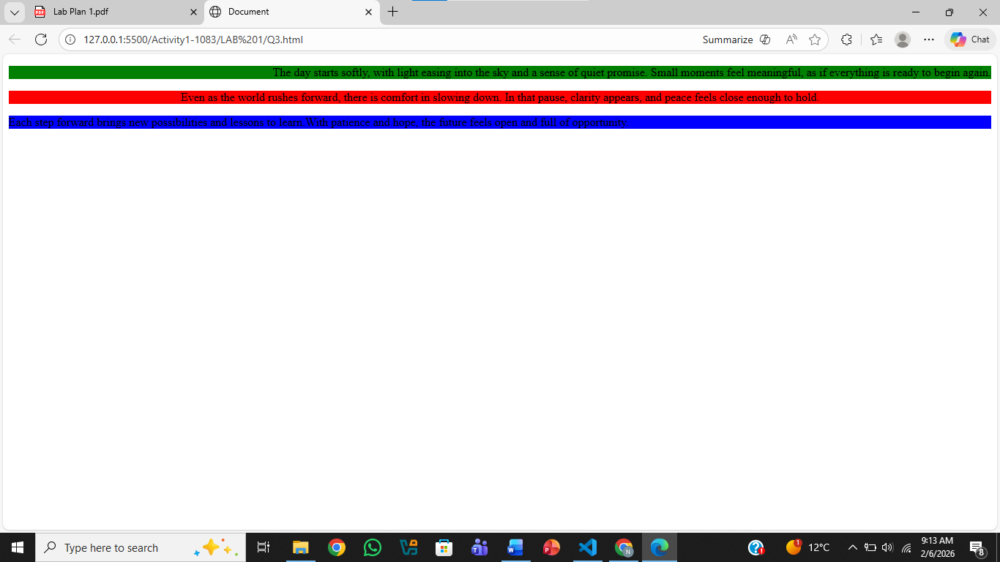 Lab Plan 1.pdf
Document
127.0.0.1:5500/Activity1-1083/LAB%201/Q3.html
Summarize
Chat
The day starts softly, with light easing into the sky and a sense of quiet promise. Small moments feel meaningful, as if everything is ready to begin again.
Even as the world rushes forward, there is comfort in slowing down. In that pause, clarity appears, and peace feels close enough to hold.
Each step forward brings new possibilities and lessons to learn.With patience and hope, the future feels open and full of opportunity.
Type here to search
12°C
9:13 AM
2/6/2026
8